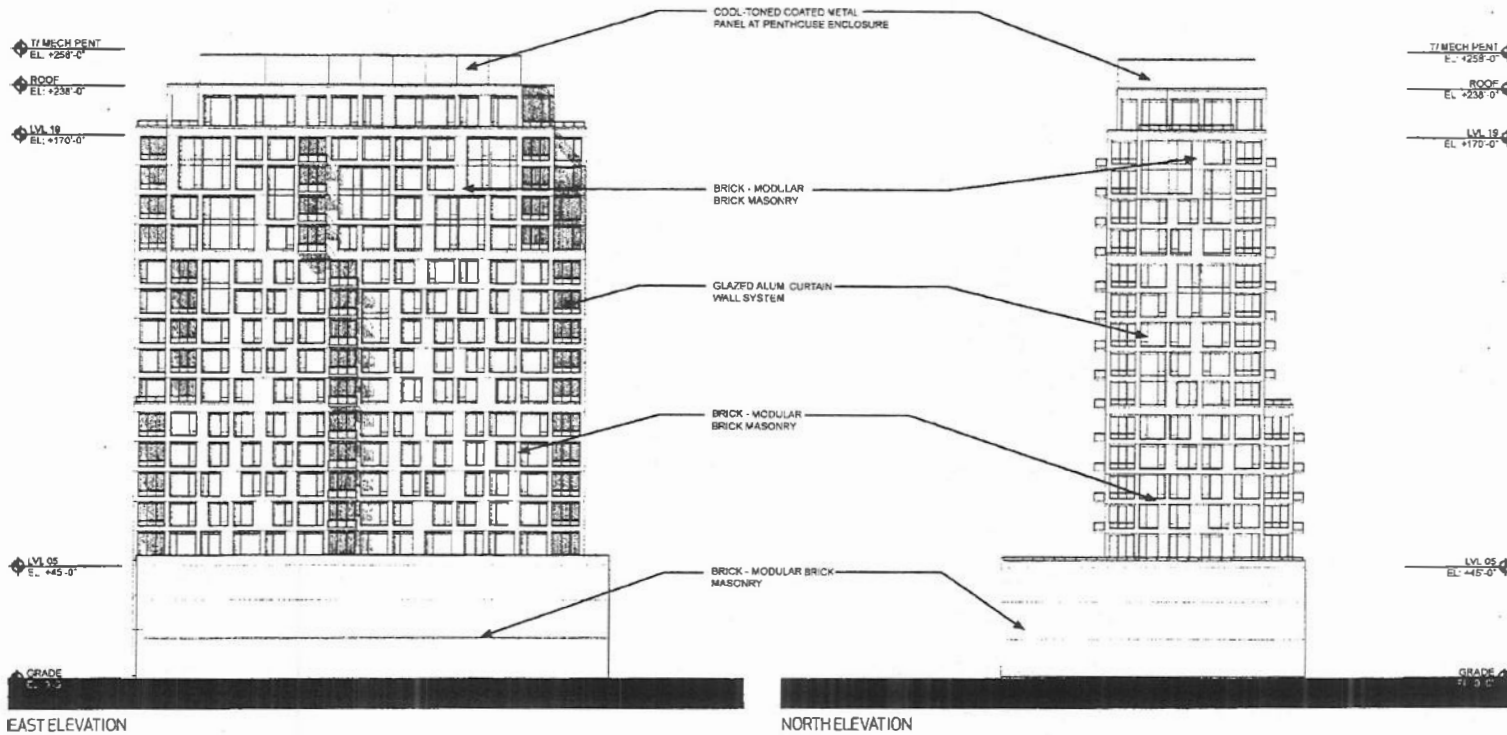 COOL-TONED COATED METAL
PANEL AT PENTHOUSE ENCLOSURE
T/ MECH PENT
EL: +258'-0"
ROOF
EL: +238'-0"
LVL 19
EL: +170'-0"
BRICK - MODULAR
BRICK MASONRY
GLAZED ALUM. CURTAIN
WALL SYSTEM
BRICK - MODULAR
BRICK MASONRY
LVL 05
EL: +45'-0"
BRICK - MODULAR BRICK
MASONRY
GRADE
EAST ELEVATION
T/ MECH PENT
EL: +258'-0"
ROOF
EL: +238'-0"
LVL 19
EL: +170'-0"
LVL 05
EL: +45'-0"
GRADE
NORTH ELEVATION